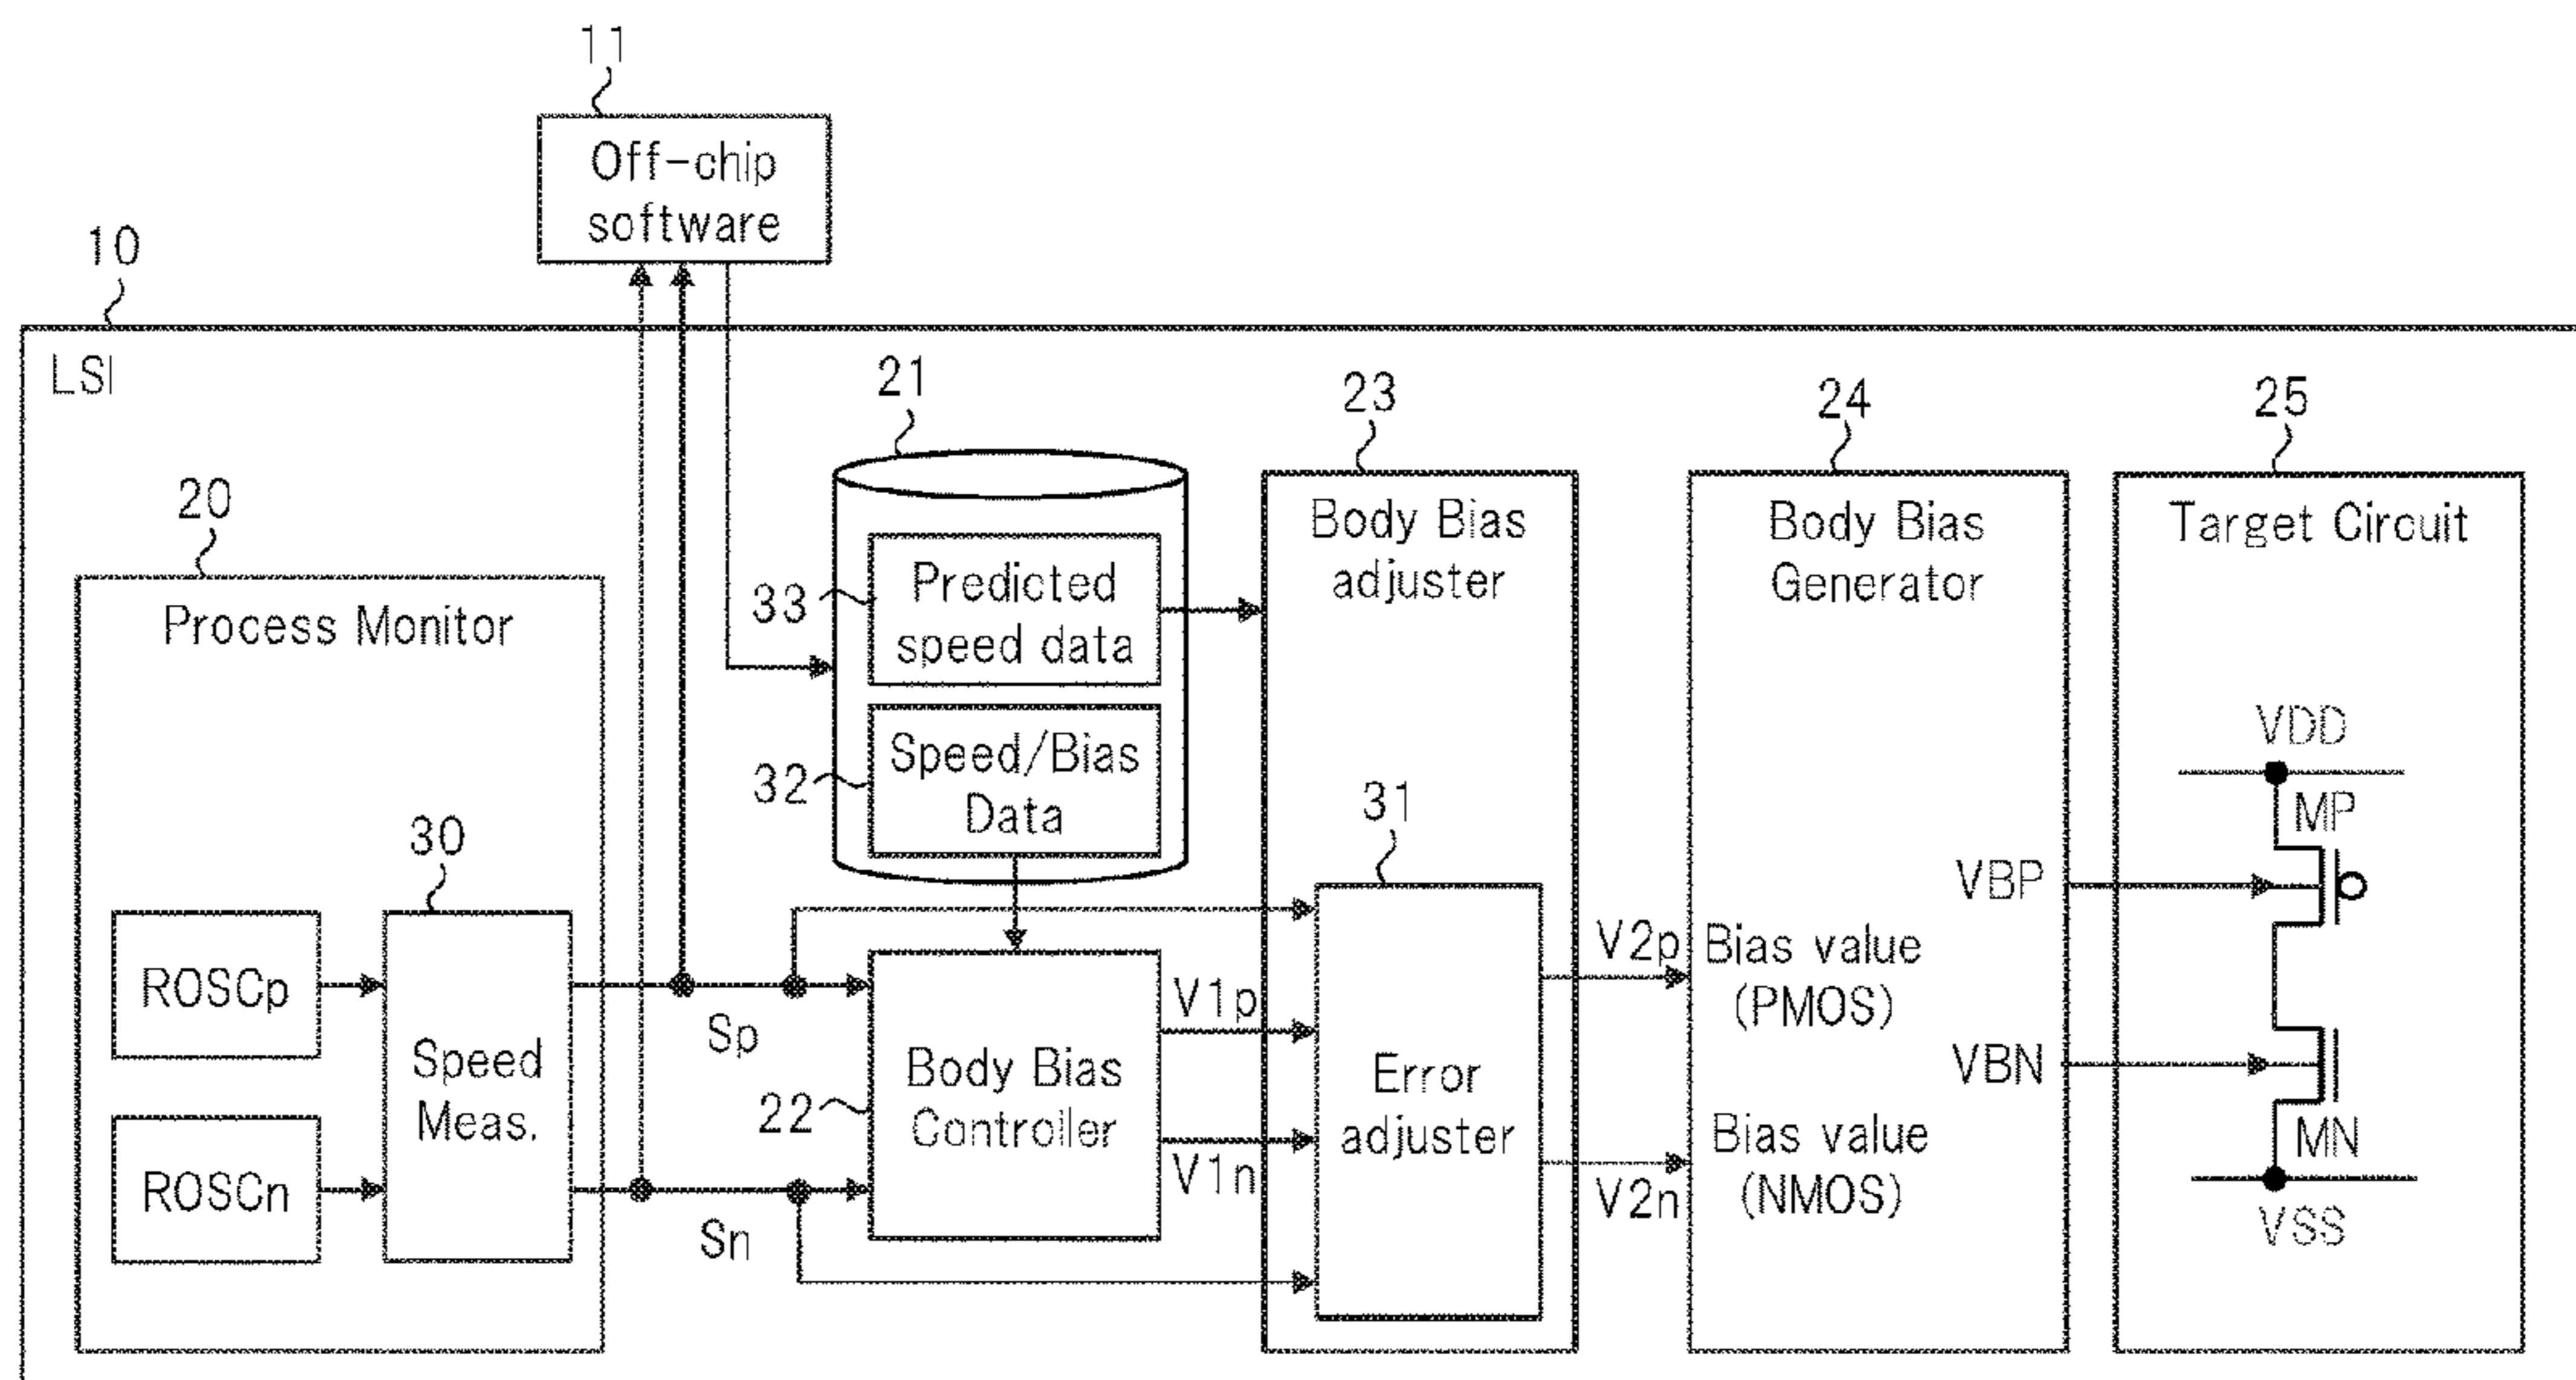 11
Off-chip
software
10
LSI
21
23
24
25
20
Process Monitor
33
Predicted
speed data
Body Bias
adjuster
Body Bias
Generator
Target Circuit
32
Speed/Bias
Data
VDD
MP
30
31
VBP
ROSCp
Speed
Meas.
ROSCn
Sp
Sn
22
Body Bias
Controller
V1p
V1n
Error
adjuster
V2p
V2n
Bias value
(PMOS)
VBN
Bias value
(NMOS)
MN
VSS